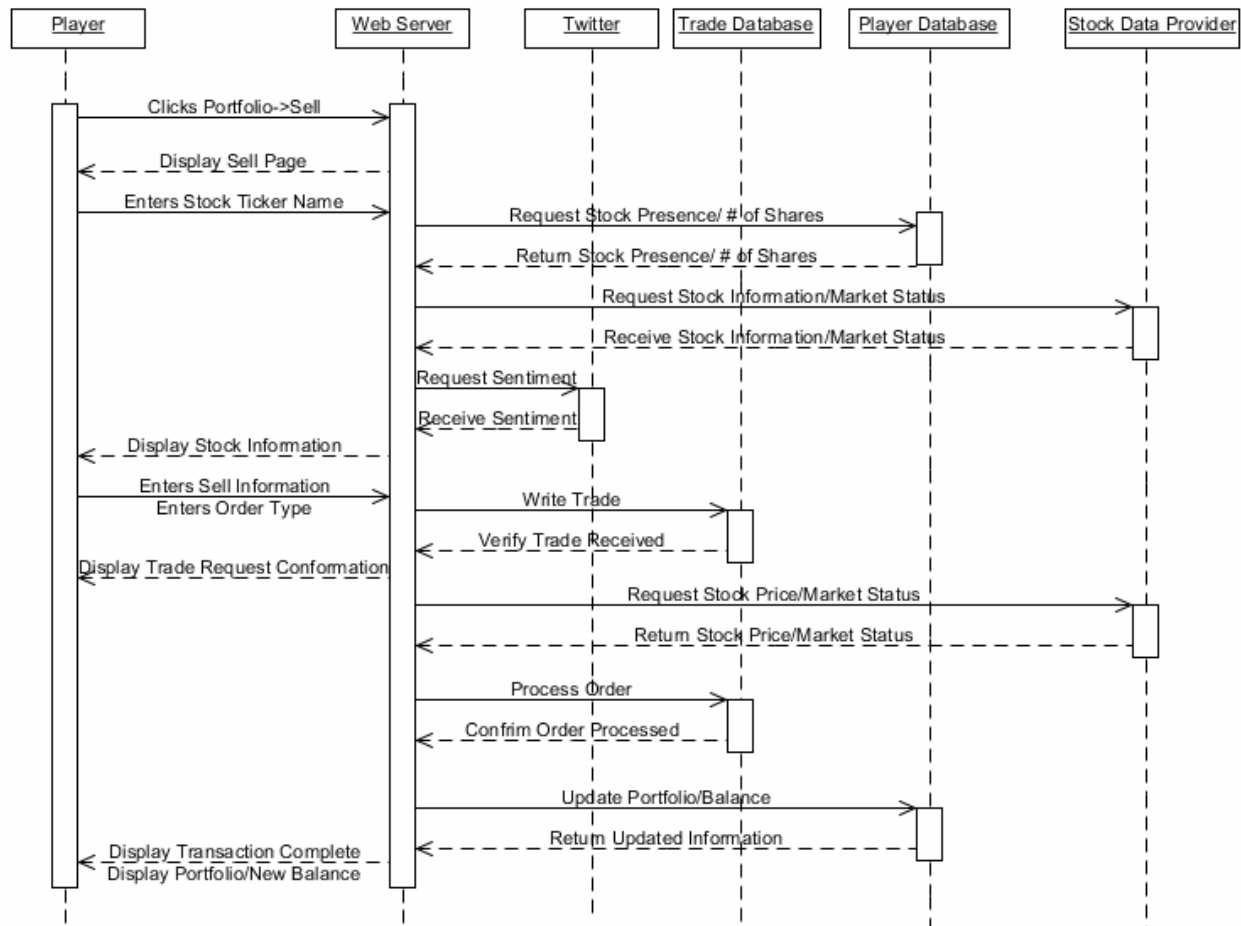 Player
Web Server
Twitter
Trade Database
Player Database
Stock Data Provider
Clicks Portfolio->Sell
Display Sell Page
Enters Stock Ticker Name
Request Stock Presence/ # of Shares
Return Stock Presence/ # of Shares
Request Stock Information/Market Status
Receive Stock Information/Market Status
Request Sentiment
Receive Sentiment
Display Stock Information
Enters Sell Information
Enters Order Type
Write Trade
Verify Trade Received
Display Trade Request Conformation
Request Stock Price/Market Status
Return Stock Price/Market Status
Process Order
Confrim Order Processed
Update Portfolio/Balance
Return Updated Information
Display Transaction Complete
Display Portfolio/New Balance